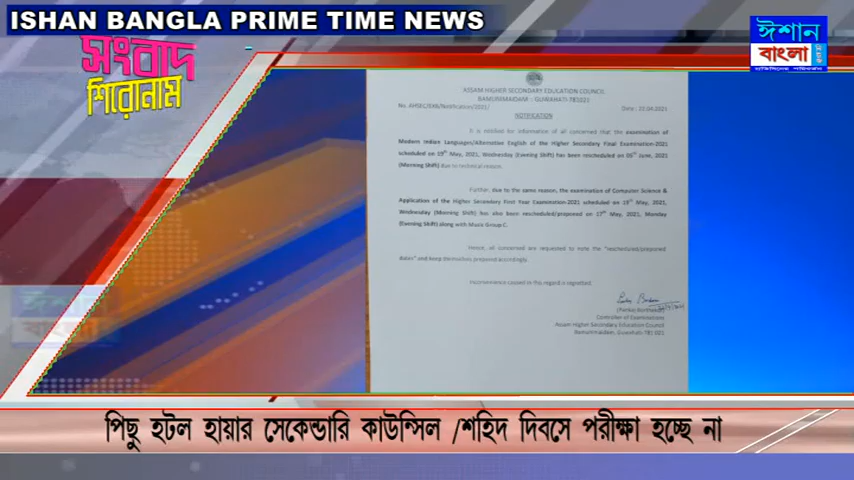 ISHAN BANGLA PRIME TIME NEWS
সংবাদ
শিরোনাম
ঈশান
বাংলা
ASSAM HIGHER SECONDARY EDUCATION COUNCIL
BAMUNIMAIDAM - GUWAHATI-781021
NOTIFICATION
It is notified for information of all concerned that the examination of
Modern Indian Languages/Alternative English of the Higher Secondary Final Examination-2021
scheduled on 19th May, 2021, Wednesday (Evening Shift) has been rescheduled on 05th June, 2021
(Morning Shift) due to technical reason.
Further, due to the same reason, the examination of Computer Science &
Application of the Higher Secondary First Year Examination-2021 scheduled on 19th May, 2021,
Wednesday (Morning Shift) has also been rescheduled/preponed on 17th May, 2021, Monday
(Evening Shift) along with Music Group C.
Hence, all concerned are requested to note the "rescheduled/preponed
dates" and keep themselves prepared accordingly.
Inconvenience caused in this regard is regretted.
Controller of Examinations
Assam Higher Secondary Education Council
Bamunimaidam, Guwahati-781 021
পিছু হটল হায়ার সেকেন্ডারি কাউন্সিল /শহিদ দিবসে পরীক্ষা হচ্ছে না